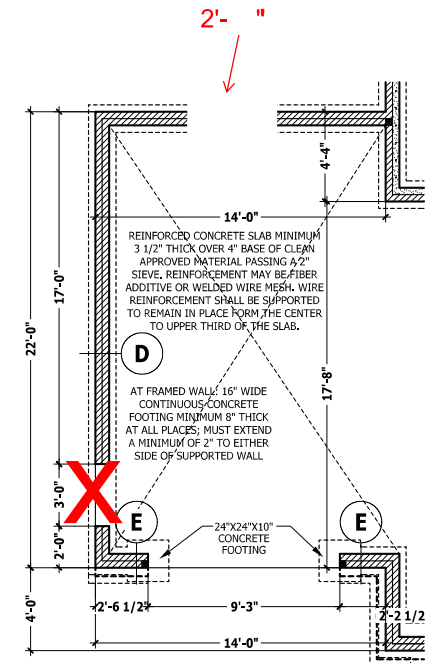 2'- "
4'-4"
14'-0"
REINFORCED CONCRETE SLAB MINIMUM
3 1/2" THICK OVER 4" BASE OF CLEAN
APPROVED MATERIAL PASSING A 2"
SIEVE. REINFORCEMENT MAY BE FIBER
ADDITIVE OR WELDED WIRE MESH. WIRE
REINFORCEMENT SHALL BE SUPPORTED
TO REMAIN IN PLACE FORM THE CENTER
TO UPPER THIRD OF THE SLAB.
17'-0"
22'-0"
D
17'-8"
AT FRAMED WALL: 16" WIDE
CONTINUOUS CONCRETE
FOOTING MINIMUM 8" THICK
AT ALL PLACES; MUST EXTEND
A MINIMUM OF 2" TO EITHER
SIDE OF SUPPORTED WALL
X
3'-0"
E
E
24"X24"X10"
CONCRETE
FOOTING
2'-0"
4'-0"
2'-6 1/2"
9'-3"
2'-2 1/2
14'-0"